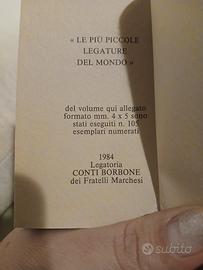 « LE PIÙ PICCOLE
LEGATURE
DEL MONDO »
del volume qui allegato
formato mm. 4 x 5 sono
stati eseguiti n. 105
esemplari numerati
1984
Legatoria
CONTI BORBONE
dei Fratelli Marchesi
subito